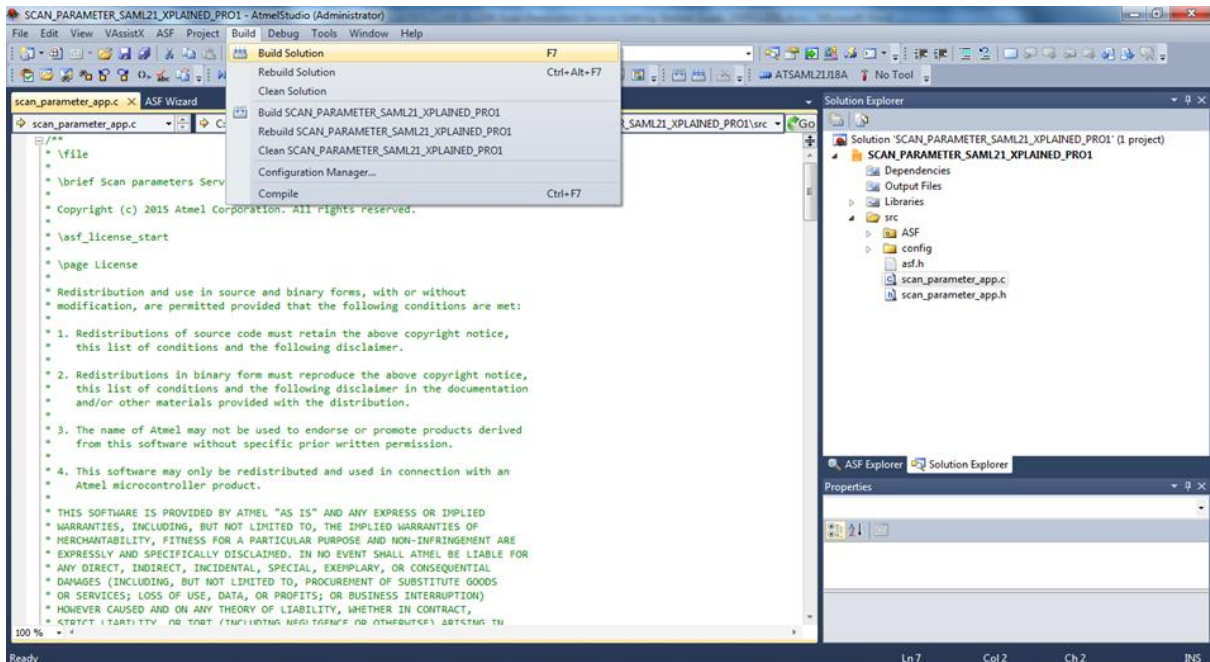 SCAN_PARAMETER_SAML21_XPLAINED_PRO1 - AtmelStudio (Administrator)
File Edit View VAssistX ASF Project Build Debug Tools Window Help
Build Solution F7
Rebuild Solution Ctrl+Alt+F7
Clean Solution
Build SCAN_PARAMETER_SAML21_XPLAINED_PRO1
Rebuild SCAN_PARAMETER_SAML21_XPLAINED_PRO1
Clean SCAN_PARAMETER_SAML21_XPLAINED_PRO1
Configuration Manager...
Compile Ctrl+F7
ATSAML21J18A No Tool
scan_parameter_app.c ASF Wizard
scan_parameter_app.c C: _SAML21_XPLAINED_PRO1\src Go
/**
* \file
*
* \brief Scan parameters Serv
*
* Copyright (c) 2015 Atmel Corporation. All rights reserved.
*
* \asf_license_start
*
* \page License
*
* Redistribution and use in source and binary forms, with or without
* modification, are permitted provided that the following conditions are met:
*
* 1. Redistributions of source code must retain the above copyright notice,
* this list of conditions and the following disclaimer.
*
* 2. Redistributions in binary form must reproduce the above copyright notice,
* this list of conditions and the following disclaimer in the documentation
* and/or other materials provided with the distribution.
*
* 3. The name of Atmel may not be used to endorse or promote products derived
* from this software without specific prior written permission.
*
* 4. This software may only be redistributed and used in connection with an
* Atmel microcontroller product.
*
* THIS SOFTWARE IS PROVIDED BY ATMEL "AS IS" AND ANY EXPRESS OR IMPLIED
* WARRANTIES, INCLUDING, BUT NOT LIMITED TO, THE IMPLIED WARRANTIES OF
* MERCHANTABILITY, FITNESS FOR A PARTICULAR PURPOSE AND NON-INFRINGEMENT ARE
* EXPRESSLY AND SPECIFICALLY DISCLAIMED. IN NO EVENT SHALL ATMEL BE LIABLE FOR
* ANY DIRECT, INDIRECT, INCIDENTAL, SPECIAL, EXEMPLARY, OR CONSEQUENTIAL
* DAMAGES (INCLUDING, BUT NOT LIMITED TO, PROCUREMENT OF SUBSTITUTE GOODS
* OR SERVICES; LOSS OF USE, DATA, OR PROFITS; OR BUSINESS INTERRUPTION)
* HOWEVER CAUSED AND ON ANY THEORY OF LIABILITY, WHETHER IN CONTRACT,
* STRICT LIABILITY, OR TORT (INCLUDING NEGLIGENCE OR OTHERWISE) ARISING IN
100 %
Solution Explorer
Solution 'SCAN_PARAMETER_SAML21_XPLAINED_PRO1' (1 project)
SCAN_PARAMETER_SAML21_XPLAINED_PRO1
Dependencies
Output Files
Libraries
src
ASF
config
asf.h
scan_parameter_app.c
scan_parameter_app.h
ASF Explorer Solution Explorer
Properties
Ready Ln 7 Col 2 Ch 2 INS